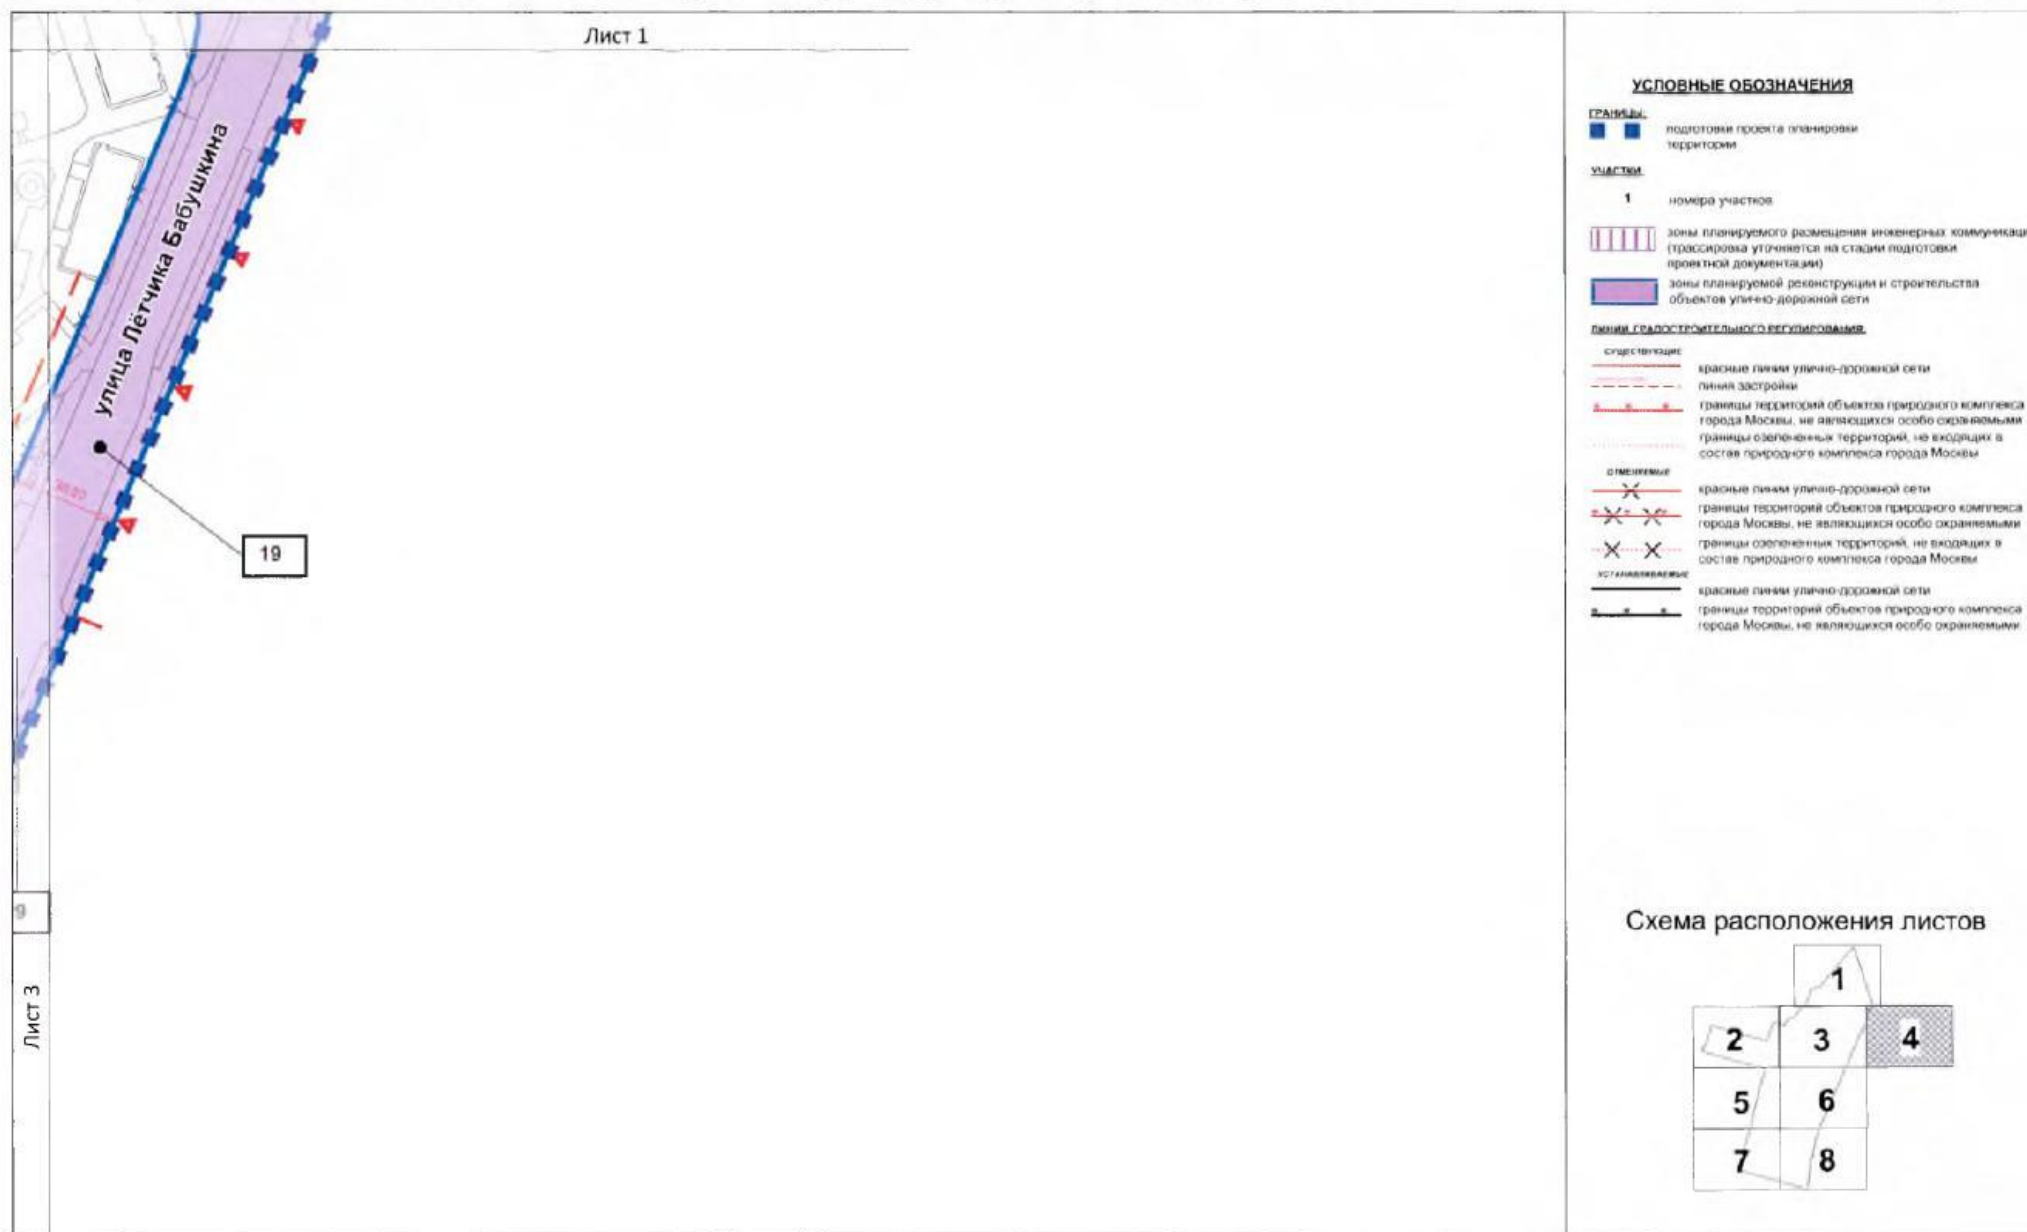 Лист 1
улица Лётчика Бабушкина
19
9
Лист 3
УСЛОВНЫЕ ОБОЗНАЧЕНИЯ
ГРАНИЦЫ:
подготовки проекта планировки
территории
УЧАСТКИ
1 номера участков
зоны планируемого размещения инженерных коммуникаци
(трассировка уточняется на стадии подготовки
проектной документации)
зоны планируемой реконструкции и строительства
объектов улично-дорожной сети
ЛИНИИ ГРАДОСТРОИТЕЛЬНОГО РЕГУЛИРОВАНИЯ
СУЩЕСТВУЮЩИЕ
красные линии улично-дорожной сети
линия застройки
границы территорий объектов природного комплекса
города Москвы, не являющихся особо охраняемыми
границы озелененных территорий, не входящих в
состав природного комплекса города Москвы
ОТМЕНЯЕМЫЕ
красные линии улично-дорожной сети
границы территорий объектов природного комплекса
города Москвы, не являющихся особо охраняемыми
границы озелененных территорий, не входящих в
состав природного комплекса города Москвы
УСТАНАВЛИВАЕМЫЕ
красные линии улично-дорожной сети
границы территорий объектов природного комплекса
города Москвы, не являющихся особо охраняемыми
Схема расположения листов
1
2 3 4
5 6
7 8